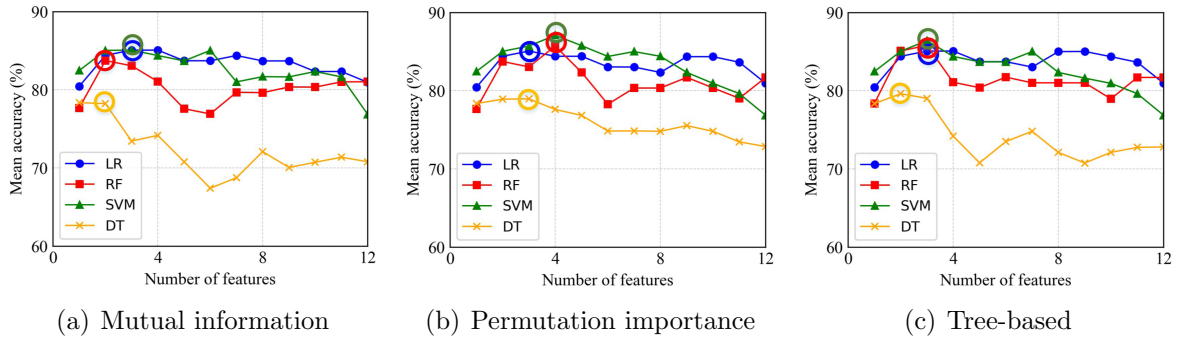 90
80
70
60
Mean accuracy (%)
LR
RF
SVM
DT
0 4 8 12
Number of features
(a) Mutual information
90
80
70
60
Mean accuracy (%)
LR
RF
SVM
DT
0 4 8 12
Number of features
(b) Permutation importance
90
80
70
60
Mean accuracy (%)
LR
RF
SVM
DT
0 4 8 12
Number of features
(c) Tree-based